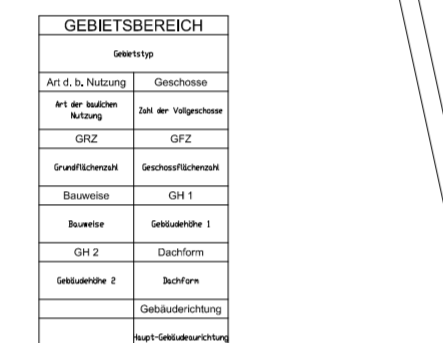 GEBIETSBEREICH
Gebietstyp
Art d. b. Nutzung Geschosse
Art der baulichen
Nutzung
Zahl der Vollgeschosse
GRZ GFZ
Grundflächenzahl Geschossflächenzahl
Bauweise GH 1
Bauweise Gebäudehöhe 1
GH 2 Dachform
Gebäudehöhe 2 Dachform
Gebäuderichtung
Haupt-Gebäudeaurichtung